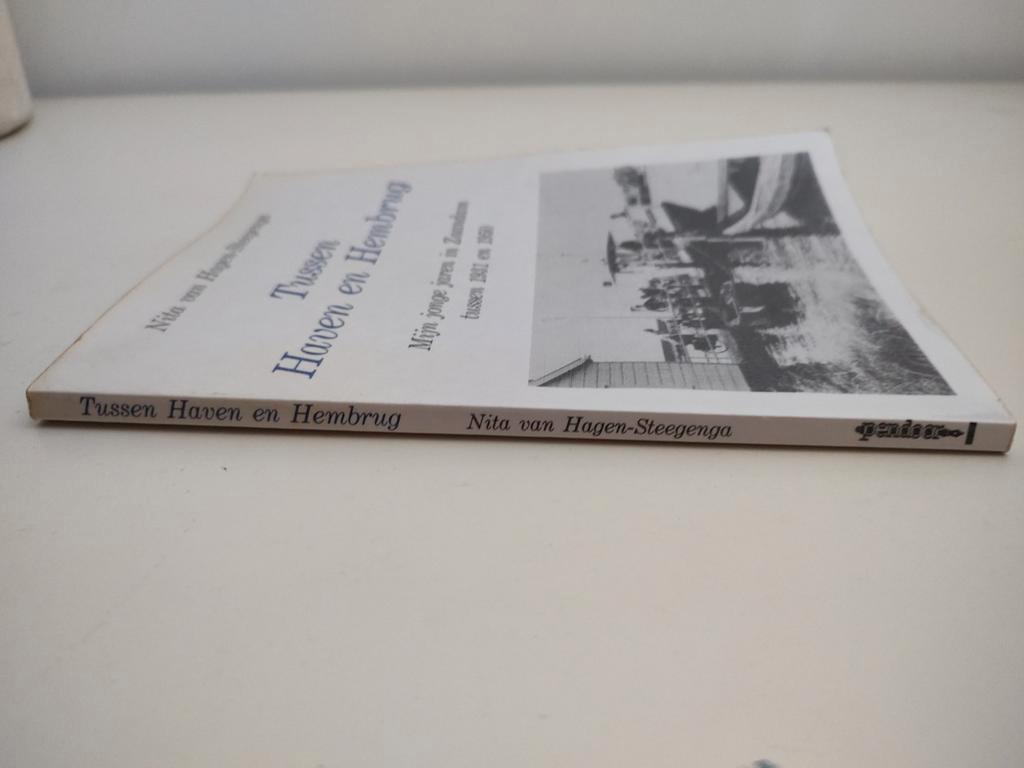 Nita van Hagen-Steegenga
Tussen
Haven en Hembrug
Mijn jonge jaren in Zaandam
tussen 1931 en 1950
Tussen Haven en Hembrug Nita van Hagen-Steegenga